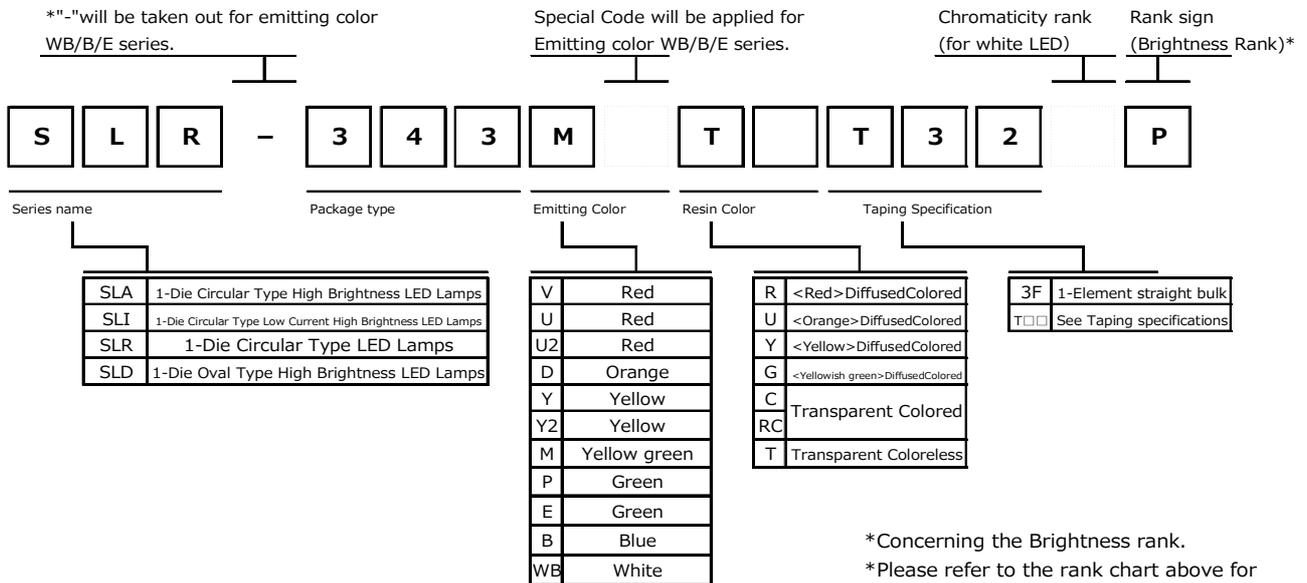 *"-"will be taken out for emitting color
WB/B/E series.
Special Code will be applied for
Emitting color WB/B/E series.
Chromaticity rank
(for white LED)
Rank sign
(Brightness Rank)*
S L R – 3 4 3 M T T 3 2 P
Series name
Package type
Emitting Color
Resin Color
Taping Specification
SLA 1-Die Circular Type High Brightness LED Lamps
SLI 1-Die Circular Type Low Current High Brightness LED Lamps
SLR 1-Die Circular Type LED Lamps
SLD 1-Die Oval Type High Brightness LED Lamps
V Red
U Red
U2 Red
D Orange
Y Yellow
Y2 Yellow
M Yellow green
P Green
E Green
B Blue
WB White
R <Red>DiffusedColored
U <Orange>DiffusedColored
Y <Yellow>DiffusedColored
G <Yellowish green>DiffusedColored
C
RC
Transparent Colored
T Transparent Coloreless
3F 1-Element straight bulk
T□□ See Taping specifications
*Concerning the Brightness rank.
*Please refer to the rank chart above for